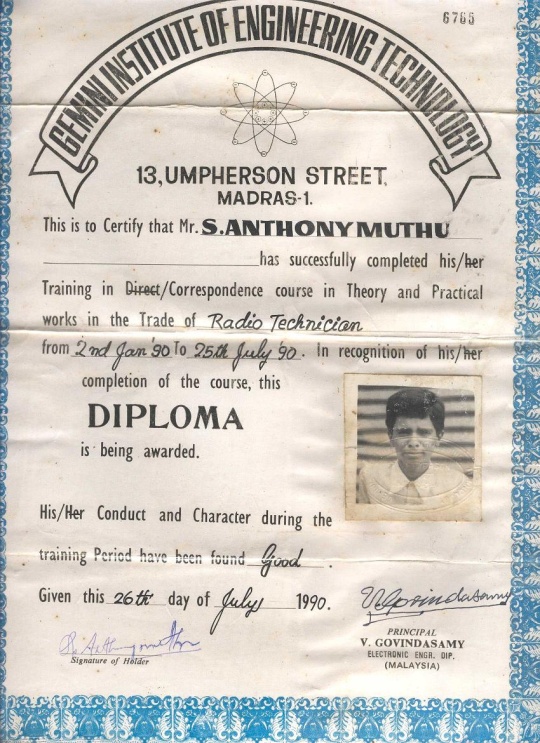 6765
GEMINI INSTITUTE OF ENGINEERING TECHNOLOGY
13, UMPHERSON STREET,
MADRAS-1.
This is to Certify that Mr. S. ANTHONY MUTHU
has successfully completed his/her
Training in Direct/Correspondence course in Theory and Practical
works in the Trade of Radio Technician
from 2nd Jan '90 To 25th July '90. In recognition of his/her
completion of the course, this
DIPLOMA
is being awarded.
His/Her Conduct and Character during the
training Period have been found Good.
Given this 26th day of July 1990.
V. Govindasamy
PRINCIPAL
V. GOVINDASAMY
ELECTRONIC ENGR. DIP.
(MALAYSIA)
Signature of Holder